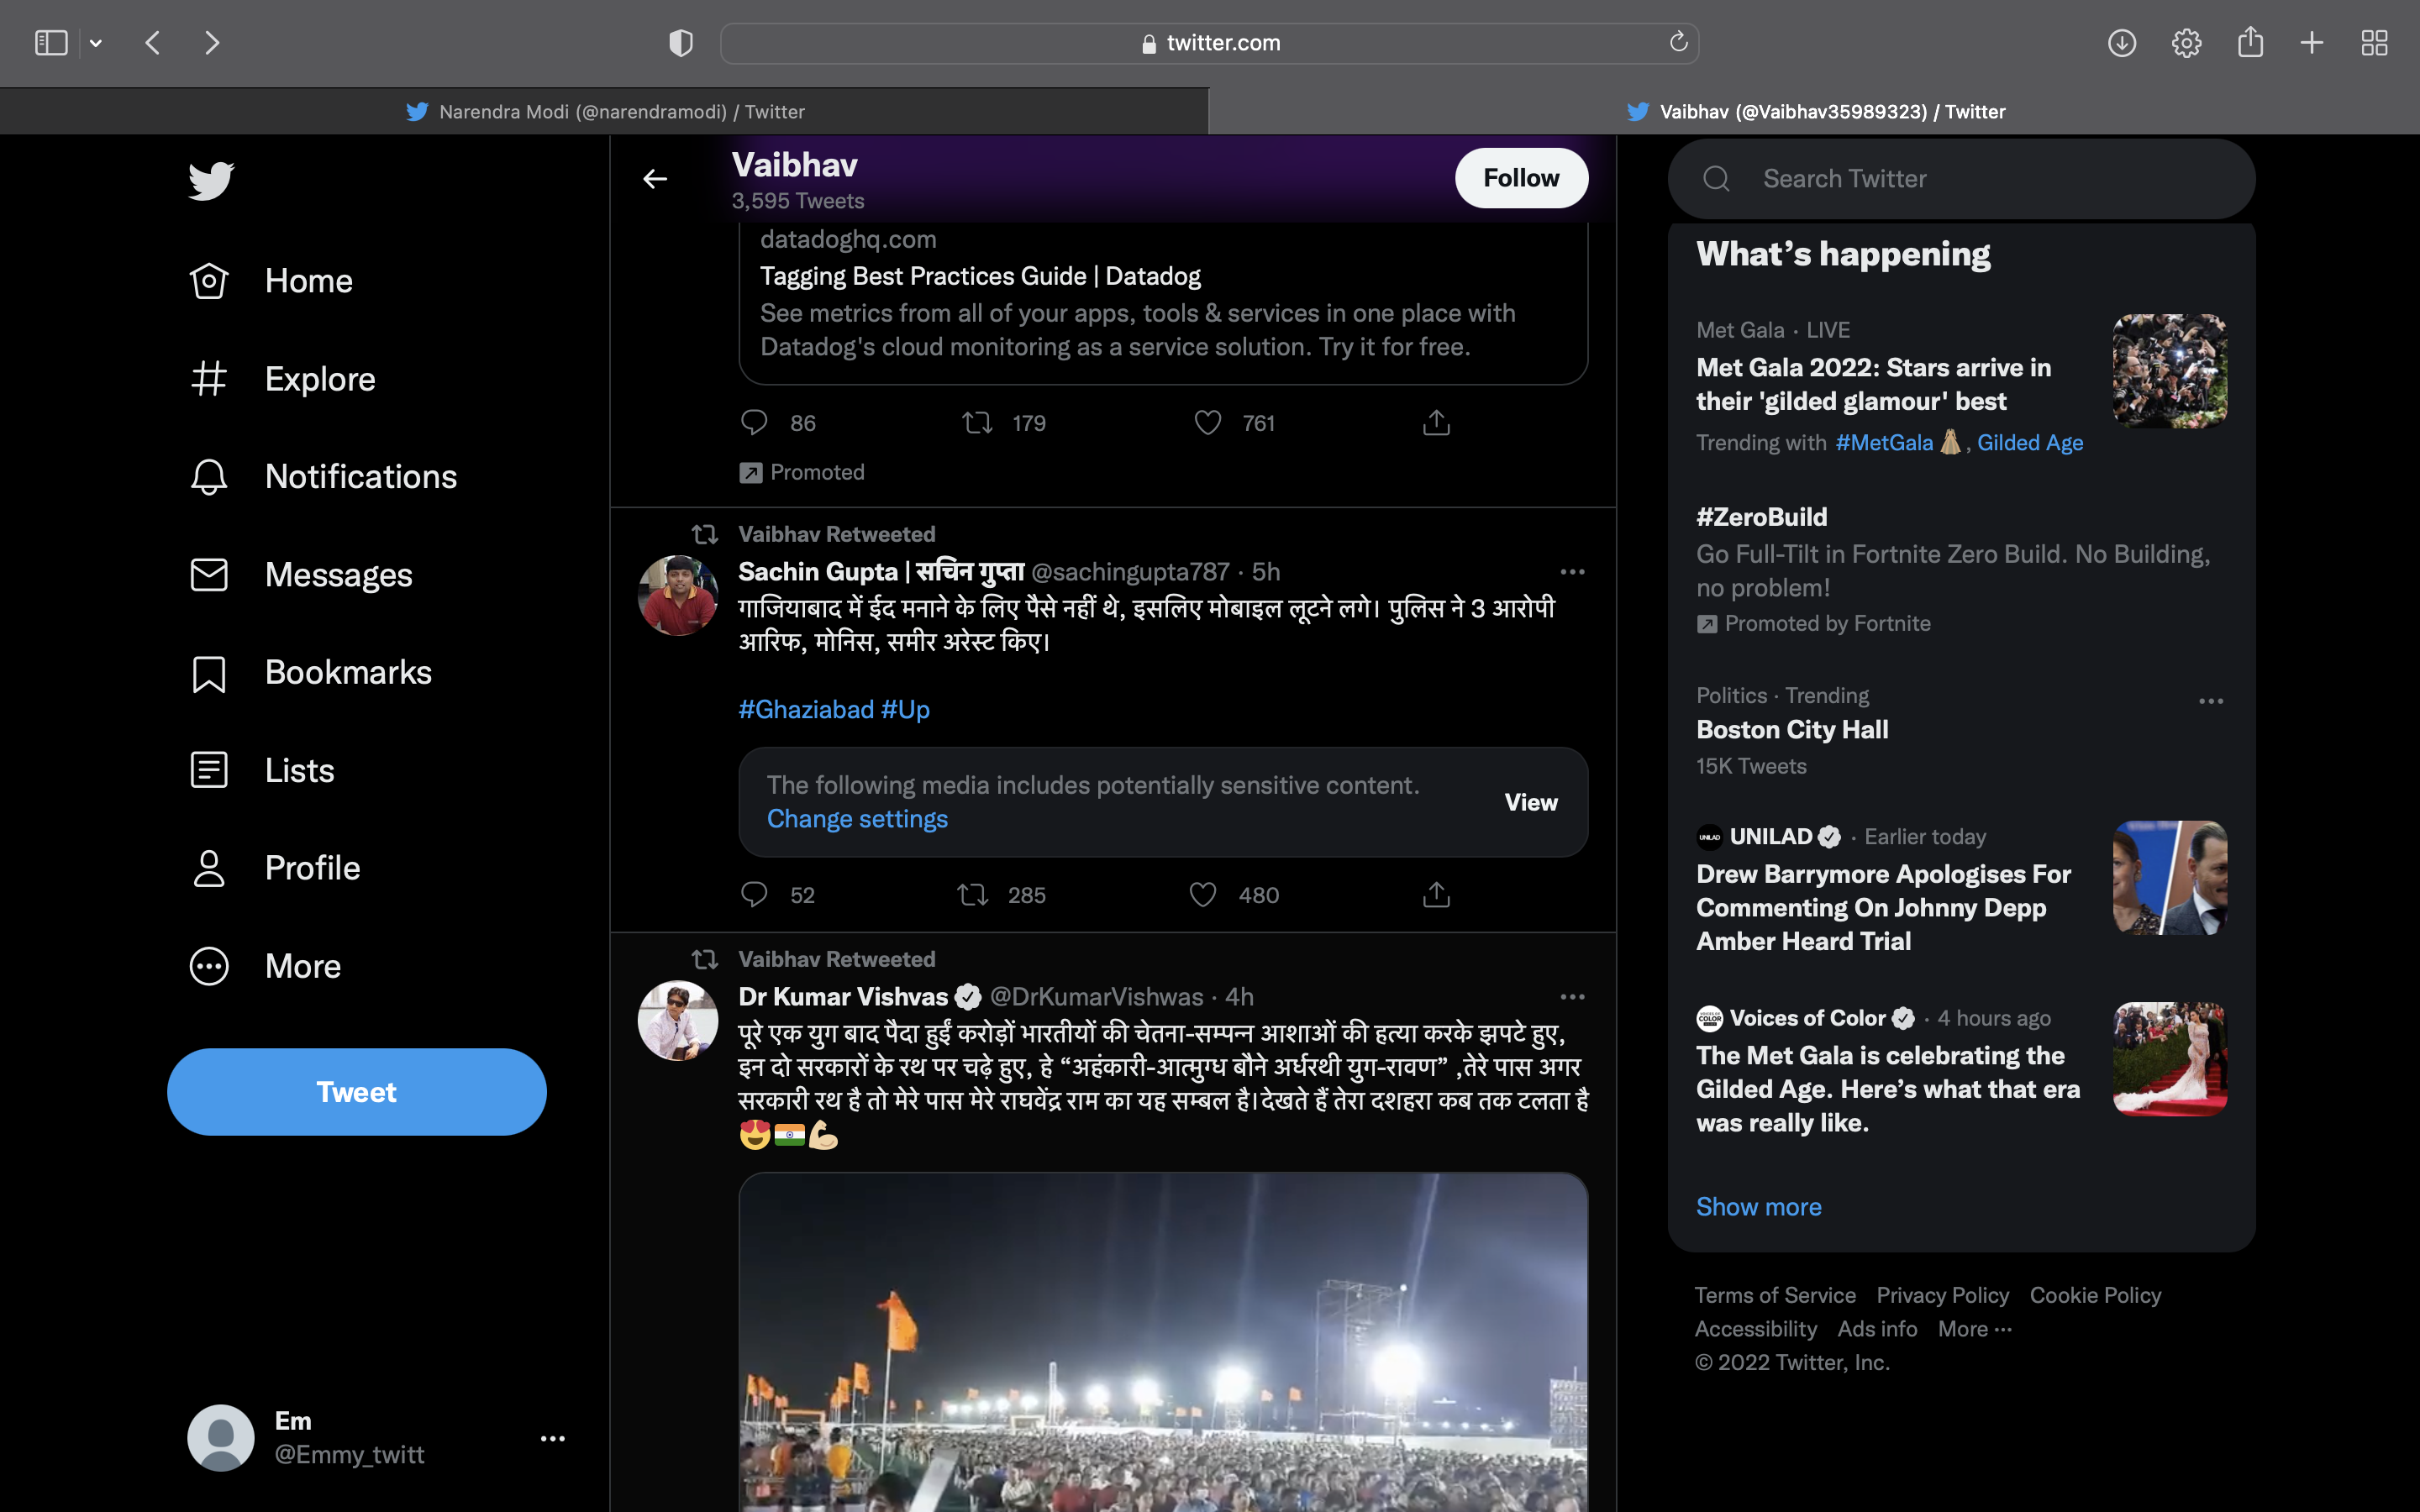 twitter.com
Narendra Modi (@narendramodi) / Twitter
Vaibhav (@Vaibhav35989323) / Twitter
Home
Explore
Notifications
Messages
Bookmarks
Lists
Profile
More
Tweet
Em
@Emmy_twitt
Vaibhav
3,595 Tweets
Follow
datadoghq.com
Tagging Best Practices Guide | Datadog
See metrics from all of your apps, tools & services in one place with
Datadog's cloud monitoring as a service solution. Try it for free.
86 179 761
Promoted
Vaibhav Retweeted
Sachin Gupta | सचिन गुप्ता @sachingupta787 · 5h
गाजियाबाद में ईद मनाने के लिए पैसे नहीं थे, इसलिए मोबाइल लूटने लगे। पुलिस ने 3 आरोपी
आरिफ, मोनिस, समीर अरेस्ट किए।
#Ghaziabad #Up
The following media includes potentially sensitive content.
Change settings
View
52 285 480
Vaibhav Retweeted
Dr Kumar Vishvas @DrKumarVishwas · 4h
पूरे एक युग बाद पैदा हुईं करोड़ों भारतीयों की चेतना-सम्पन्न आशाओं की हत्या करके झपटे हुए,
इन दो सरकारों के रथ पर चढ़े हुए, हे “अहंकारी-आत्मुग्ध बौने अर्धरथी युग-रावण” ,तेरे पास अगर
सरकारी रथ है तो मेरे पास मेरे राघवेंद्र राम का यह सम्बल है।देखते हैं तेरा दशहरा कब तक टलता है
😍🇮🇳💪🏼
Search Twitter
What’s happening
Met Gala · LIVE
Met Gala 2022: Stars arrive in
their 'gilded glamour' best
Trending with #MetGala , Gilded Age
#ZeroBuild
Go Full-Tilt in Fortnite Zero Build. No Building,
no problem!
Promoted by Fortnite
Politics · Trending
Boston City Hall
15K Tweets
UNILAD · Earlier today
Drew Barrymore Apologises For
Commenting On Johnny Depp
Amber Heard Trial
Voices of Color · 4 hours ago
The Met Gala is celebrating the
Gilded Age. Here’s what that era
was really like.
Show more
Terms of Service Privacy Policy Cookie Policy
Accessibility Ads info More ···
© 2022 Twitter, Inc.